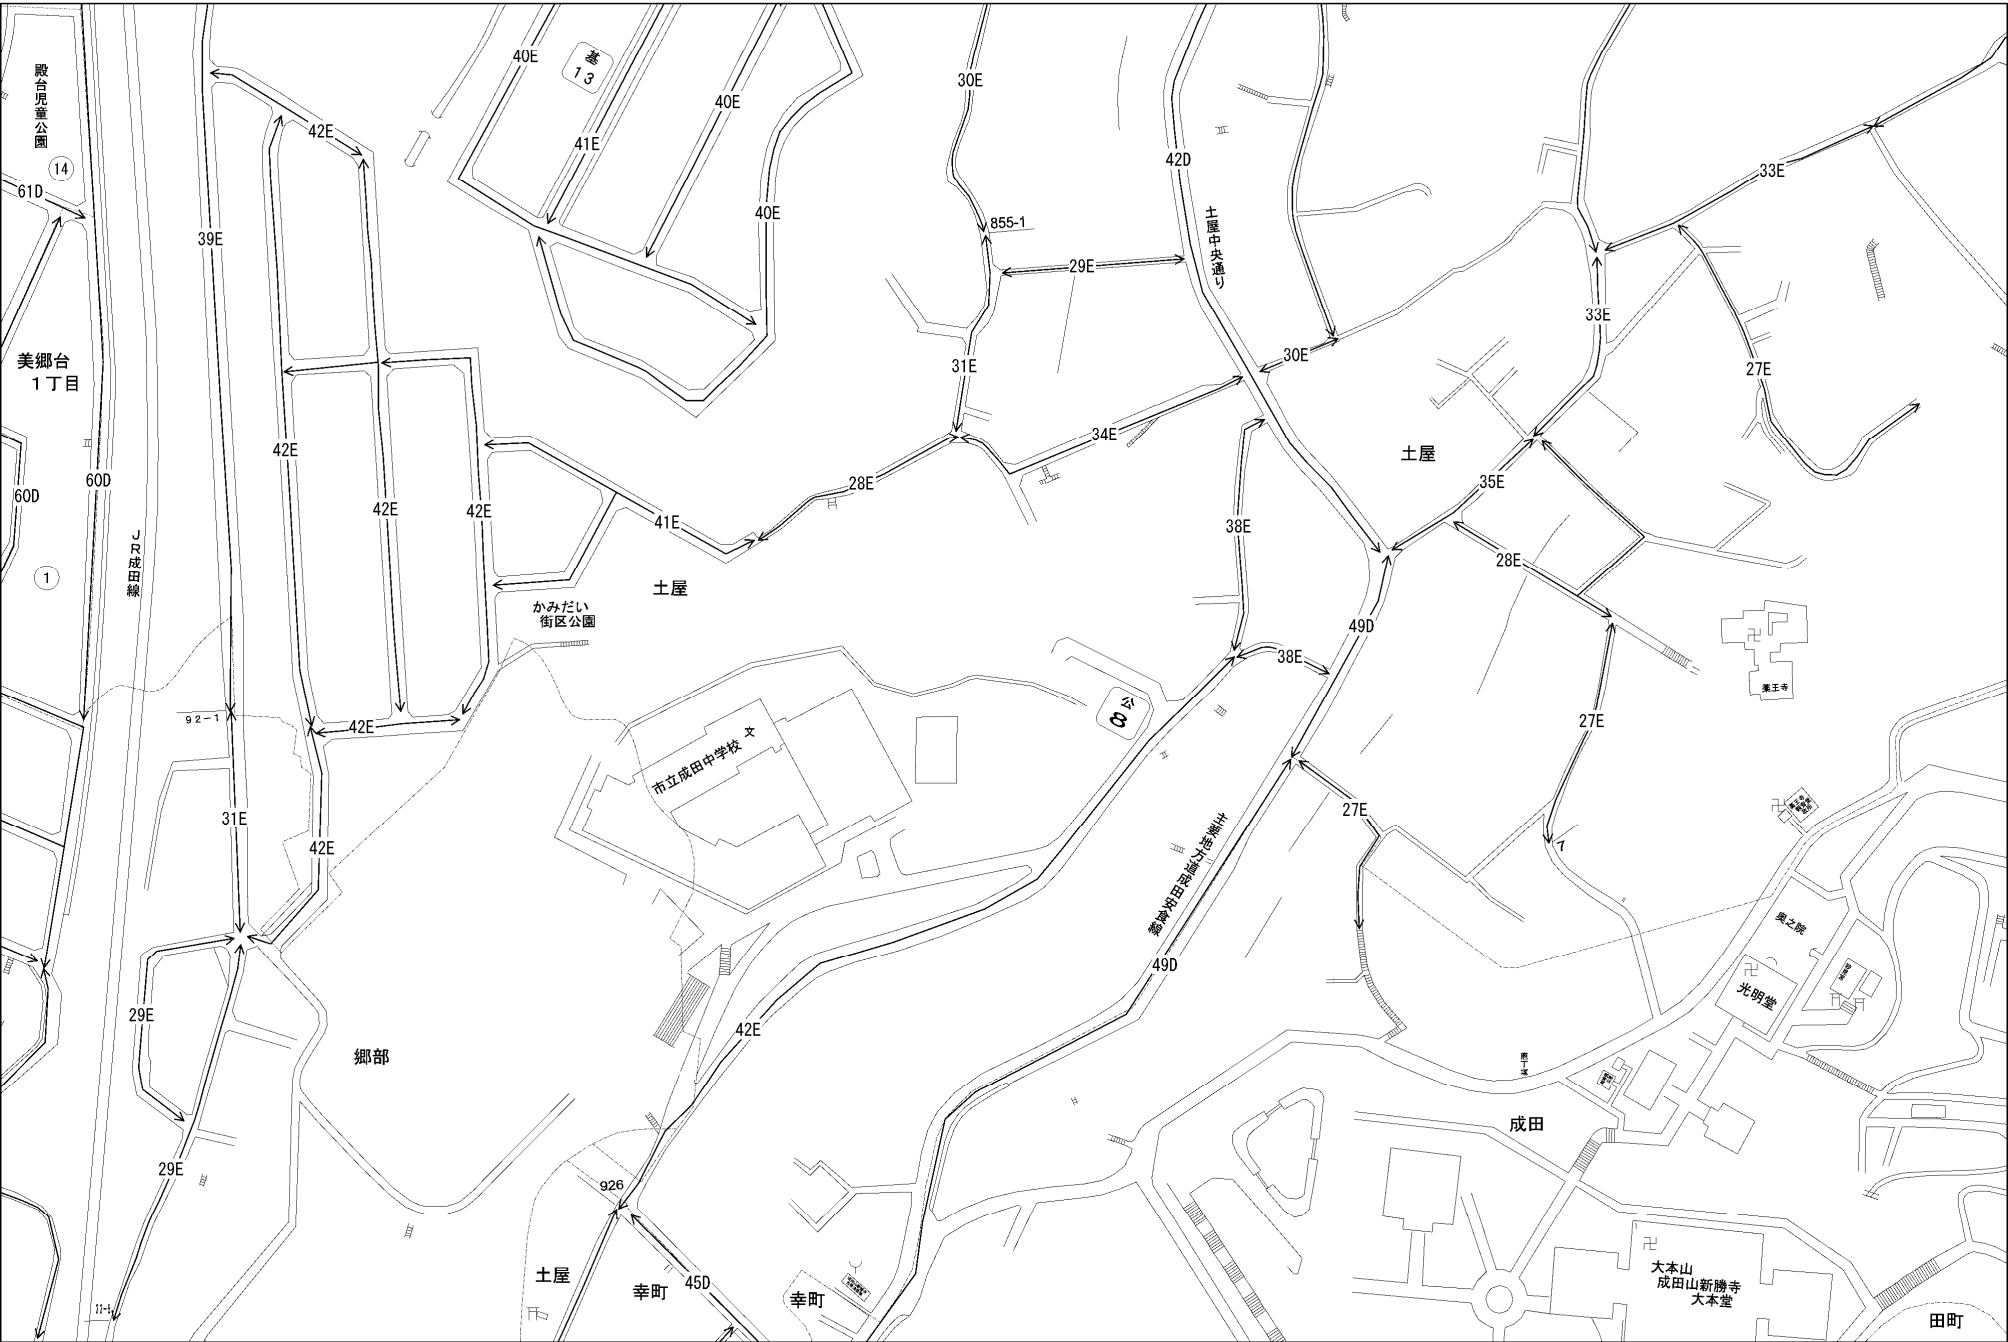 殿台児童公園
14
61D
39E
42E
40E
基
13
41E
40E
40E
30E
855-1
42D
土屋中央通り
29E
33E
33E
27E
美郷台
1丁目
60D
60D
1
JR成田線
42E
42E
42E
41E
28E
31E
34E
30E
土屋
35E
38E
28E
土屋
かみだい
街区公園
49D
38E
薬王寺
公
8
27E
92-1
42E
市立成田中学校
文
31E
42E
27E
7
主要地方道成田安食線
49D
奥之院
光明堂
29E
42E
郷部
成田
29E
926
土屋
幸町
45D
幸町
11-5
大本山
成田山新勝寺
大本堂
田町